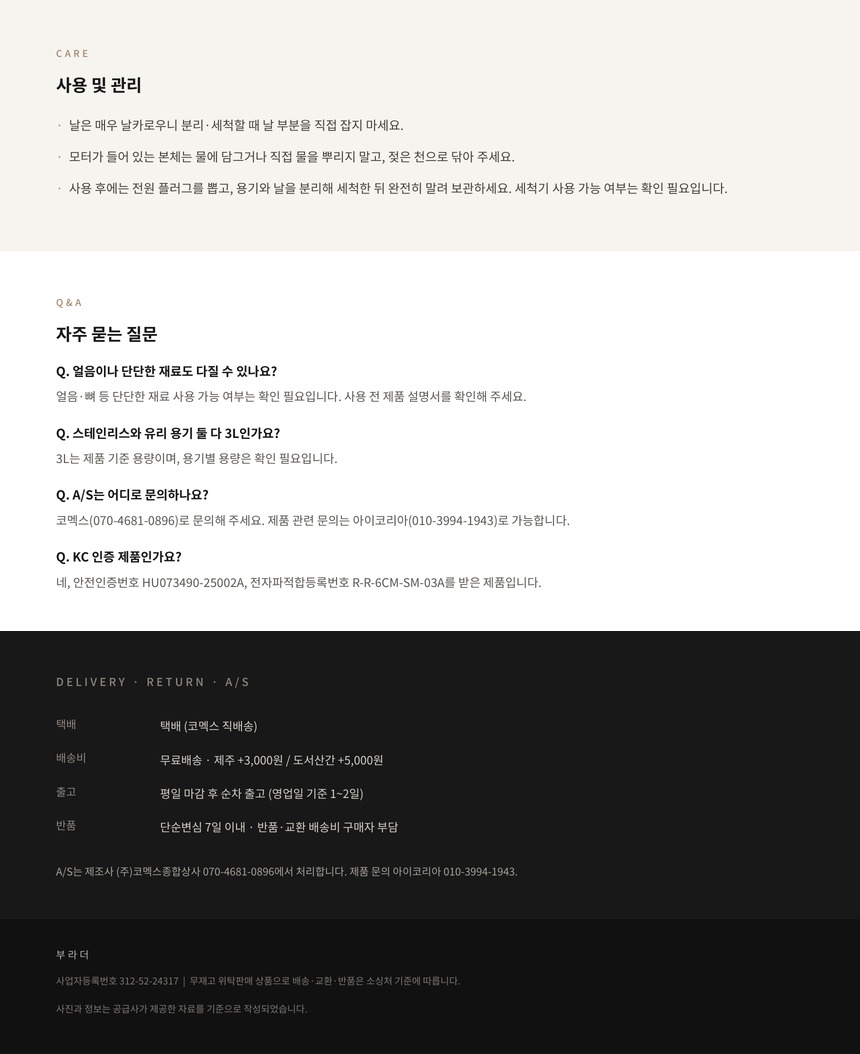 CARE
사용 및 관리
· 날은 매우 날카로우니 분리·세척할 때 날 부분을 직접 잡지 마세요.
· 모터가 들어 있는 본체는 물에 담그거나 직접 물을 뿌리지 말고, 젖은 천으로 닦아 주세요.
· 사용 후에는 전원 플러그를 뽑고, 용기와 날을 분리해 세척한 뒤 완전히 말려 보관하세요. 세척기 사용 가능 여부는 확인 필요입니다.
Q&A
자주 묻는 질문
Q. 얼음이나 단단한 재료도 다질 수 있나요?
얼음·뼈 등 단단한 재료 사용 가능 여부는 확인 필요입니다. 사용 전 제품 설명서를 확인해 주세요.
Q. 스테인리스와 유리 용기 둘 다 3L인가요?
3L는 제품 기준 용량이며, 용기별 용량은 확인 필요입니다.
Q. A/S는 어디로 문의하나요?
코멕스(070-4681-0896)로 문의해 주세요. 제품 관련 문의는 아이코리아(010-3994-1943)로 가능합니다.
Q. KC 인증 제품인가요?
네, 안전인증번호 HU073490-25002A, 전자파적합등록번호 R-R-6CM-SM-03A를 받은 제품입니다.
DELIVERY · RETURN · A/S
택배 택배 (코멕스 직배송)
배송비 무료배송 · 제주 +3,000원 / 도서산간 +5,000원
출고 평일 마감 후 순차 출고 (영업일 기준 1~2일)
반품 단순변심 7일 이내 · 반품·교환 배송비 구매자 부담
A/S는 제조사 (주)코멕스종합상사 070-4681-0896에서 처리합니다. 제품 문의 아이코리아 010-3994-1943.
부라더
사업자등록번호 312-52-24317 | 무재고 위탁판매 상품으로 배송·교환·반품은 소싱처 기준에 따릅니다.
사진과 정보는 공급사가 제공한 자료를 기준으로 작성되었습니다.